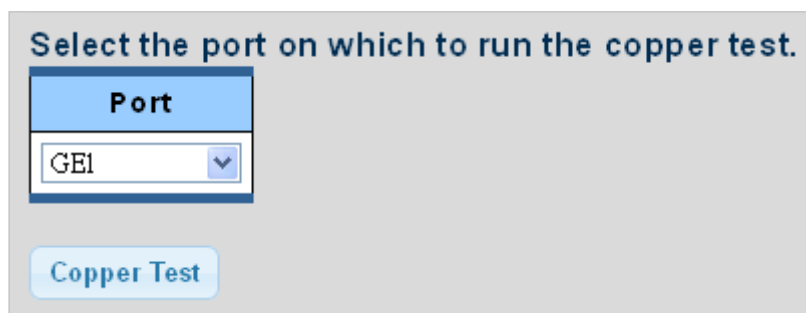 Select the port on which to run the copper test.
Port
GE1
Copper Test